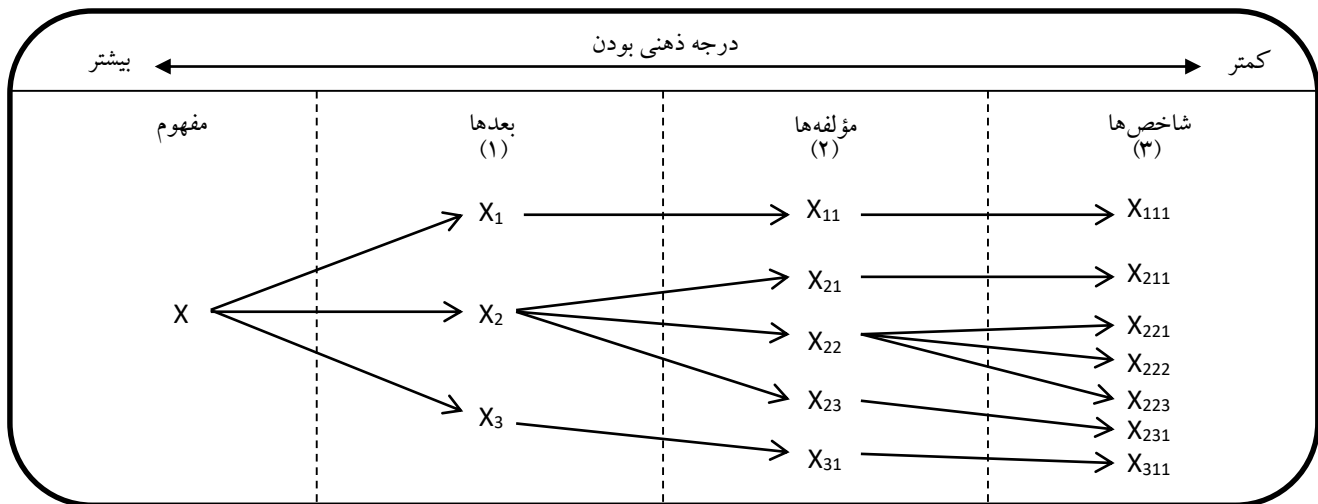 درجه ذهنی بودن
بیشتر
کمتر
مفهوم
بعدها
(۱)
مؤلفه‌ها
(۲)
شاخص‌ها
(۳)
X
X₁
X₂
X₃
X₁₁
X₂₁
X₂₂
X₂₃
X₃₁
X₁₁₁
X₂₁₁
X₂₂₁
X₂₂₂
X₂₂₃
X₂₃₁
X₃₁₁